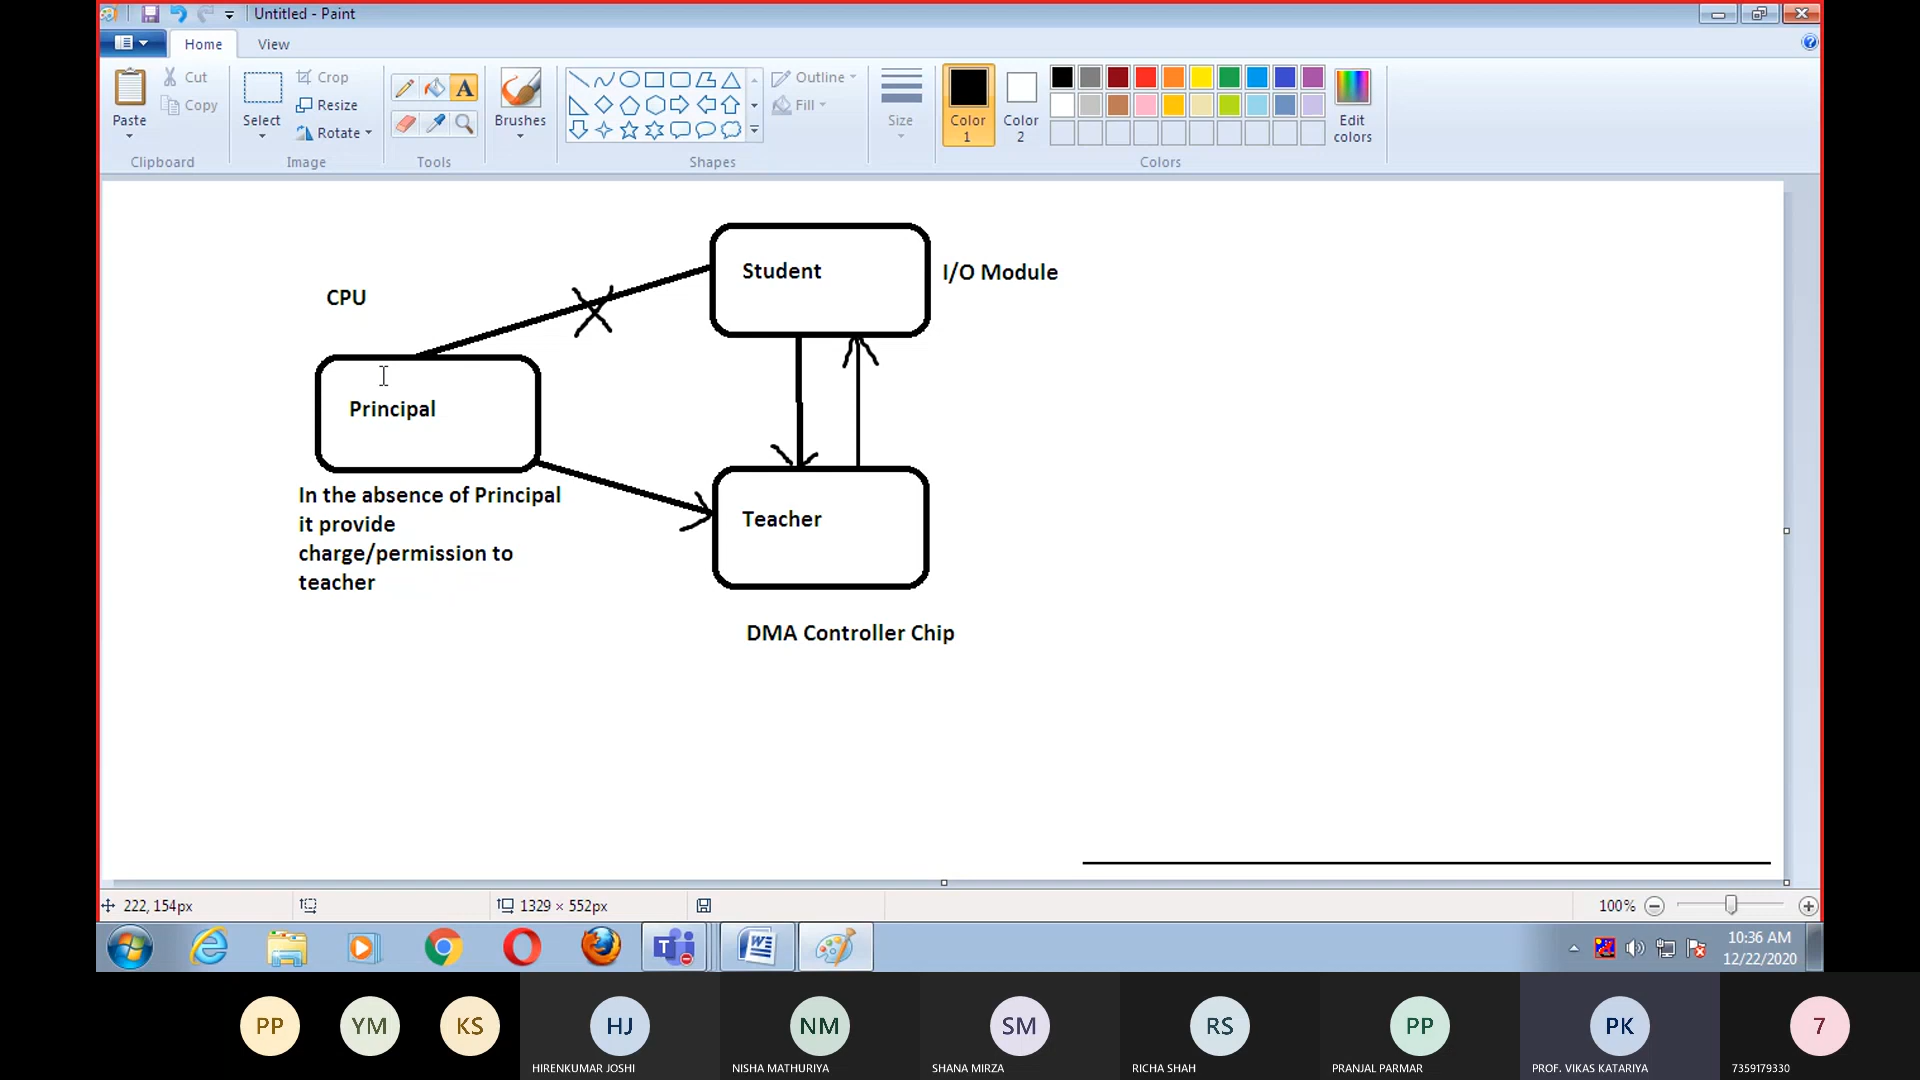 Untitled - Paint
Home
View
Paste
Cut
Copy
Clipboard
Select
Crop
Resize
Rotate
Image
A
Tools
Brushes
Shapes
Outline
Fill
Size
Color
1
Color
2
Edit
colors
Colors
Student
I/O Module
CPU
Principal
In the absence of Principal
it provide
charge/permission to
teacher
Teacher
DMA Controller Chip
222, 154px
1329 × 552px
100%
10:36 AM
12/22/2020
PP
YM
KS
HJ
HIRENKUMAR JOSHI
NM
NISHA MATHURIYA
SM
SHANA MIRZA
RS
RICHA SHAH
PP
PRANJAL PARMAR
PK
PROF. VIKAS KATARIYA
7
7359179330